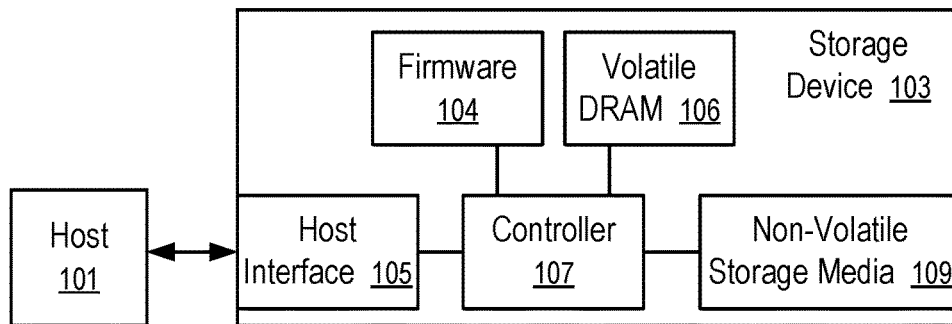 Storage
Device 103
Firmware
104
Volatile
DRAM 106
Host
101
Host
Interface 105
Controller
107
Non-Volatile
Storage Media 109